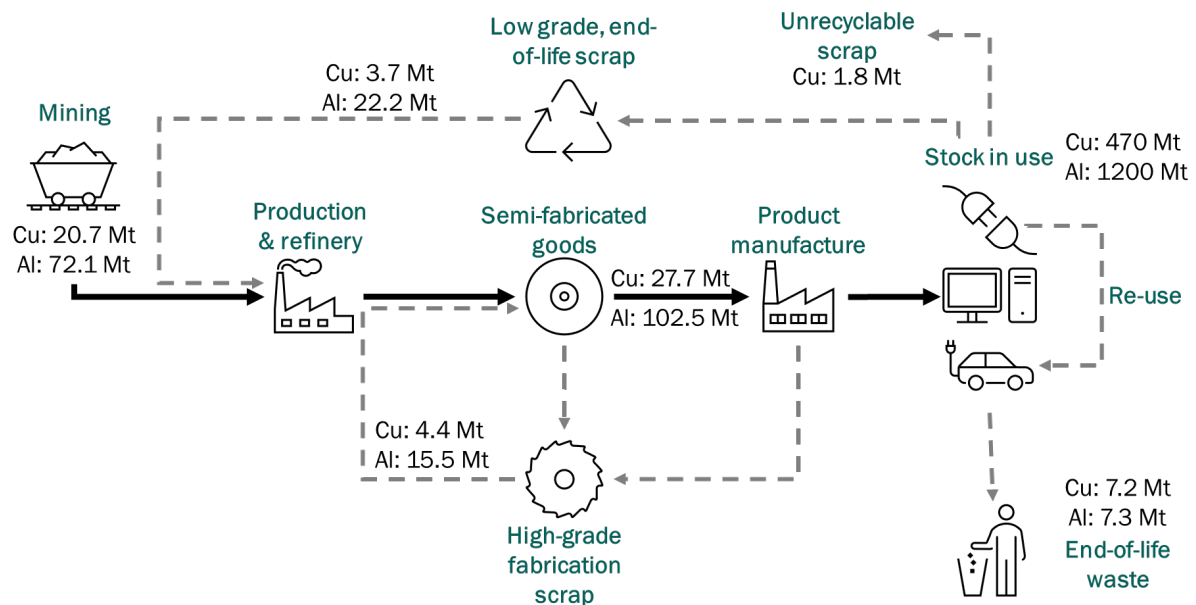 Low grade, end-
of-life scrap
Unrecyclable
scrap
Cu: 1.8 Mt
Cu: 3.7 Mt
Al: 22.2 Mt
Mining
Cu: 20.7 Mt
Al: 72.1 Mt
Stock in use
Cu: 470 Mt
Al: 1200 Mt
Production
& refinery
Semi-fabricated
goods
Product
manufacture
Cu: 27.7 Mt
Al: 102.5 Mt
Re-use
Cu: 4.4 Mt
Al: 15.5 Mt
High-grade
fabrication
scrap
Cu: 7.2 Mt
Al: 7.3 Mt
End-of-life
waste